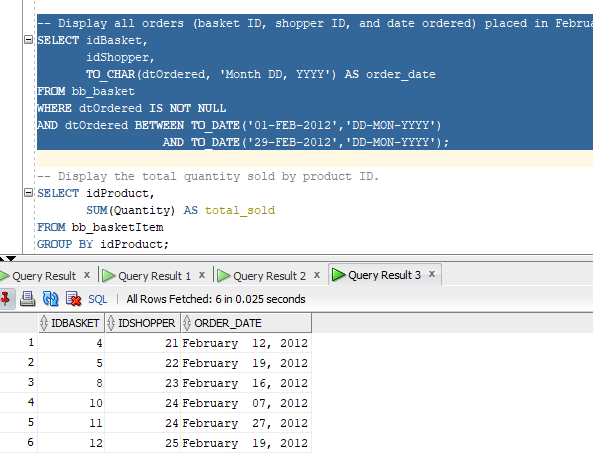 -- Display all orders (basket ID, shopper ID, and date ordered) placed in Februa
SELECT idBasket,
idShopper,
TO_CHAR(dtOrdered, 'Month DD, YYYY') AS order_date
FROM bb_basket
WHERE dtOrdered IS NOT NULL
AND dtOrdered BETWEEN TO_DATE('01-FEB-2012','DD-MON-YYYY')
AND TO_DATE('29-FEB-2012','DD-MON-YYYY');
-- Display the total quantity sold by product ID.
SELECT idProduct,
SUM(Quantity) AS total_sold
FROM bb_basketItem
GROUP BY idProduct;
Query Result x Query Result 1 x Query Result 2 x Query Result 3 x
SQL | All Rows Fetched: 6 in 0.025 seconds
IDBASKET IDSHOPPER ORDER_DATE
1 4 21 February  12, 2012
2 5 22 February  19, 2012
3 8 23 February  16, 2012
4 10 24 February  07, 2012
5 11 24 February  27, 2012
6 12 25 February  19, 2012